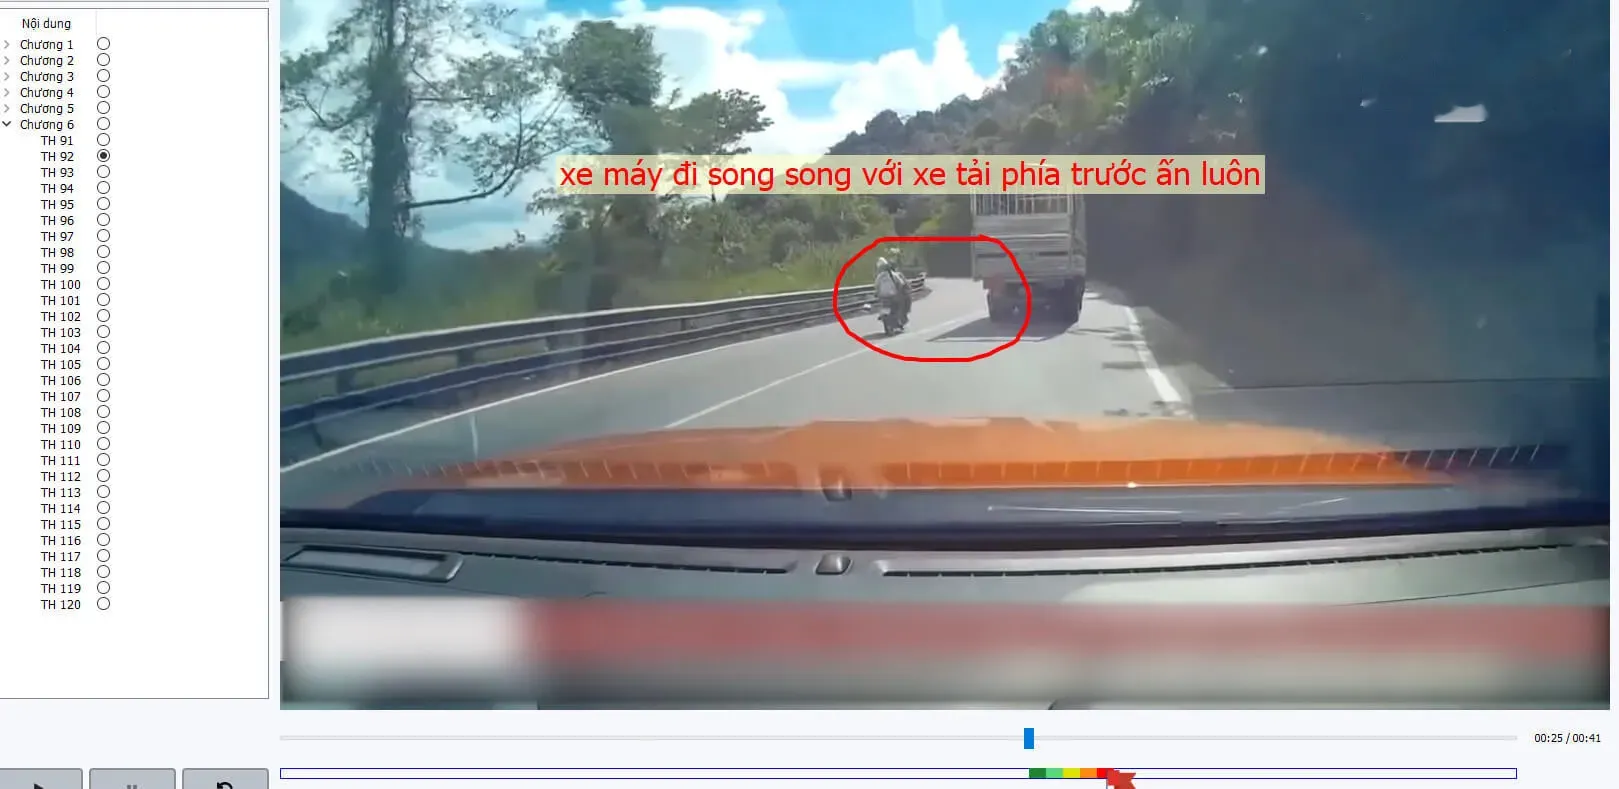 Nội dung
Chương 1
Chương 2
Chương 3
Chương 4
Chương 5
Chương 6
TH 91
TH 92
TH 93
TH 94
TH 95
TH 96
TH 97
TH 98
TH 99
TH 100
TH 101
TH 102
TH 103
TH 104
TH 105
TH 106
TH 107
TH 108
TH 109
TH 110
TH 111
TH 112
TH 113
TH 114
TH 115
TH 116
TH 117
TH 118
TH 119
TH 120
xe máy đi song song với xe tải phía trước ấn luôn
00:25 / 00:41